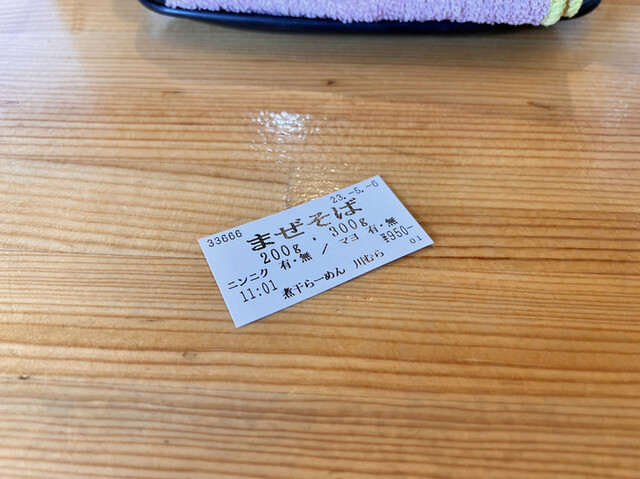 33666 23.-5.-6
まぜそば
200g・300g
ニンニク 有・無 / マヨ 有・無
¥950-
11:01 煮干らーめん 川むら 01